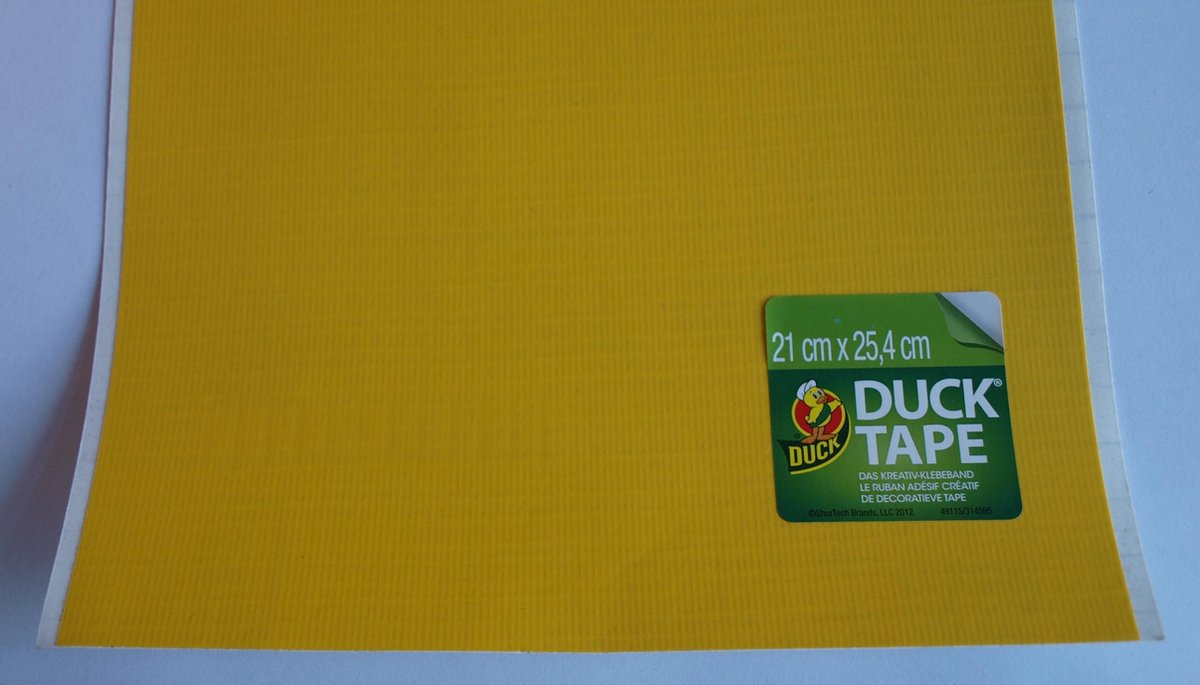 21 cm x 25,4 cm
DUCK
DUCK®
TAPE
DAS KREATIV-KLEBEBAND
LE RUBAN ADÉSIF CRÉATIF
DE DECORATIEVE TAPE
©ShurTech Brands, LLC 2012 49115/314595